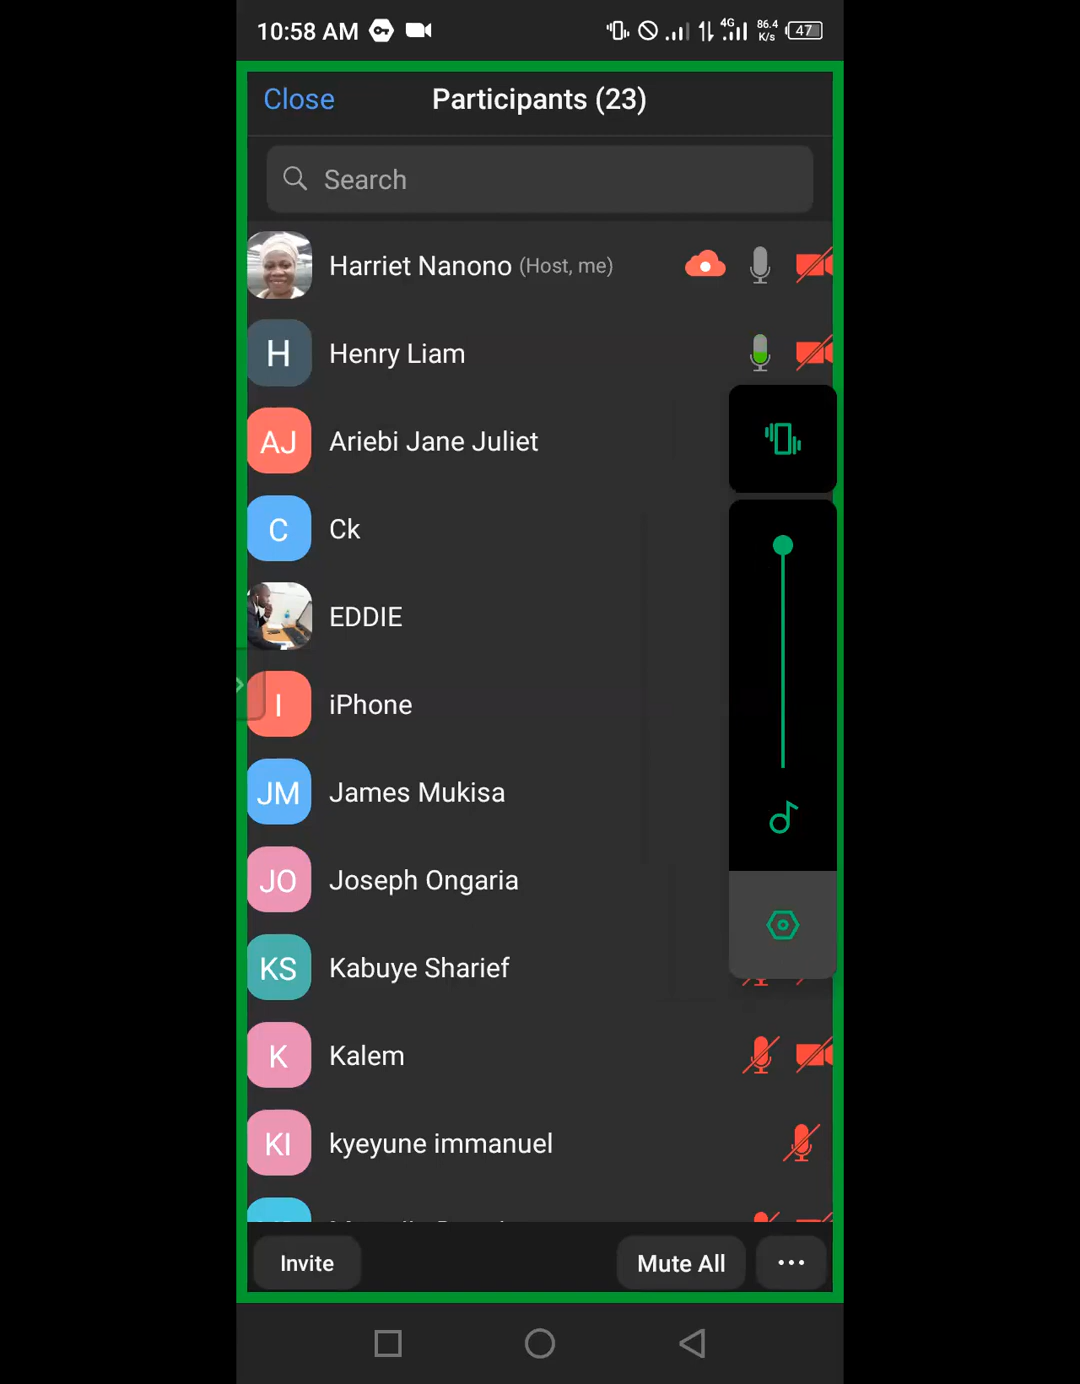 10:58 AM 4G 86.4 K/s 47
Close Participants (23)
Search
Harriet Nanono (Host, me)
H Henry Liam
AJ Ariebi Jane Juliet
C Ck
EDDIE
I iPhone
JM James Mukisa
JO Joseph Ongaria
KS Kabuye Sharief
K Kalem
KI kyeyune immanuel
Invite Mute All ...